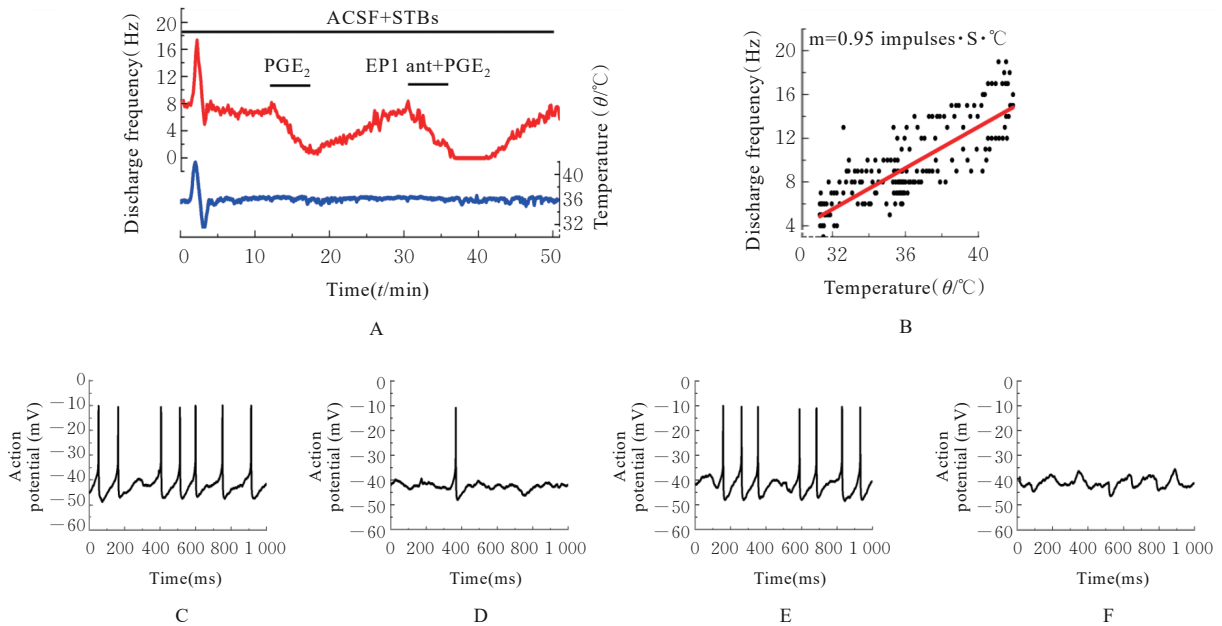 ACSF+STBs
PGE₂
EP1 ant+PGE₂
Discharge frequency(Hz)
20
16
12
8
4
0
Temperature (θ/℃)
40
36
32
0
10
20
30
40
50
Time(t/min)
A
m=0.95 impulses·S·℃
Discharge frequency(Hz)
20
16
12
8
4
0
32
36
40
Temperature(θ/℃)
B
Action
potential (mV)
0
−10
−20
−30
−40
−50
−60
0 200 400 600 800 1 000
Time(ms)
C
Action
potential (mV)
0
−10
−20
−30
−40
−50
−60
0 200 400 600 800 1 000
Time(ms)
D
Action
potential (mV)
0
−10
−20
−30
−40
−50
−60
0 200 400 600 800 1 000
Time(ms)
E
Action
potential (mV)
0
−10
−20
−30
−40
−50
−60
0 200 400 600 800 1 000
Time(ms)
F